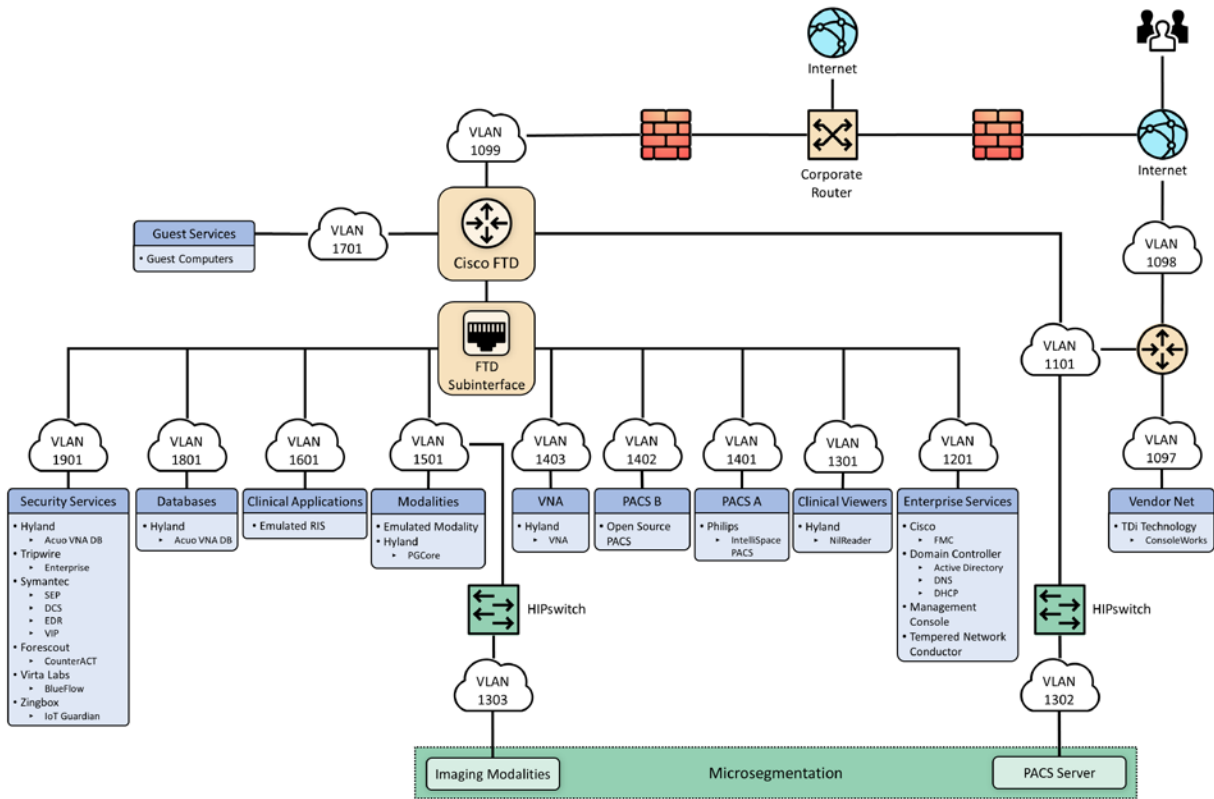 Internet
VLAN
1099
Corporate
Router
Internet
Guest Services
• Guest Computers
VLAN
1701
Cisco FTD
VLAN
1098
FTD
Subinterface
VLAN
1101
VLAN
1901
VLAN
1801
VLAN
1601
VLAN
1501
VLAN
1403
VLAN
1402
VLAN
1401
VLAN
1301
VLAN
1201
VLAN
1097
Security Services
• Hyland
‣ Acuo VNA DB
• Tripwire
‣ Enterprise
• Symantec
‣ SEP
‣ DCS
‣ EDR
‣ VIP
• Forescout
‣ CounterACT
• Virta Labs
‣ BlueFlow
• Zingbox
‣ IoT Guardian
Databases
• Hyland
‣ Acuo VNA DB
Clinical Applications
• Emulated RIS
Modalities
• Emulated Modality
• Hyland
‣ PGCore
VNA
• Hyland
‣ VNA
PACS B
• Open Source
PACS
PACS A
• Philips
‣ IntelliSpace
PACS
Clinical Viewers
• Hyland
‣ NilReader
Enterprise Services
• Cisco
‣ FMC
• Domain Controller
‣ Active Directory
‣ DNS
‣ DHCP
• Management
Console
• Tempered Network
Conductor
Vendor Net
• TDi Technology
‣ ConsoleWorks
HIPswitch
HIPswitch
VLAN
1303
VLAN
1302
Imaging Modalities
Microsegmentation
PACS Server